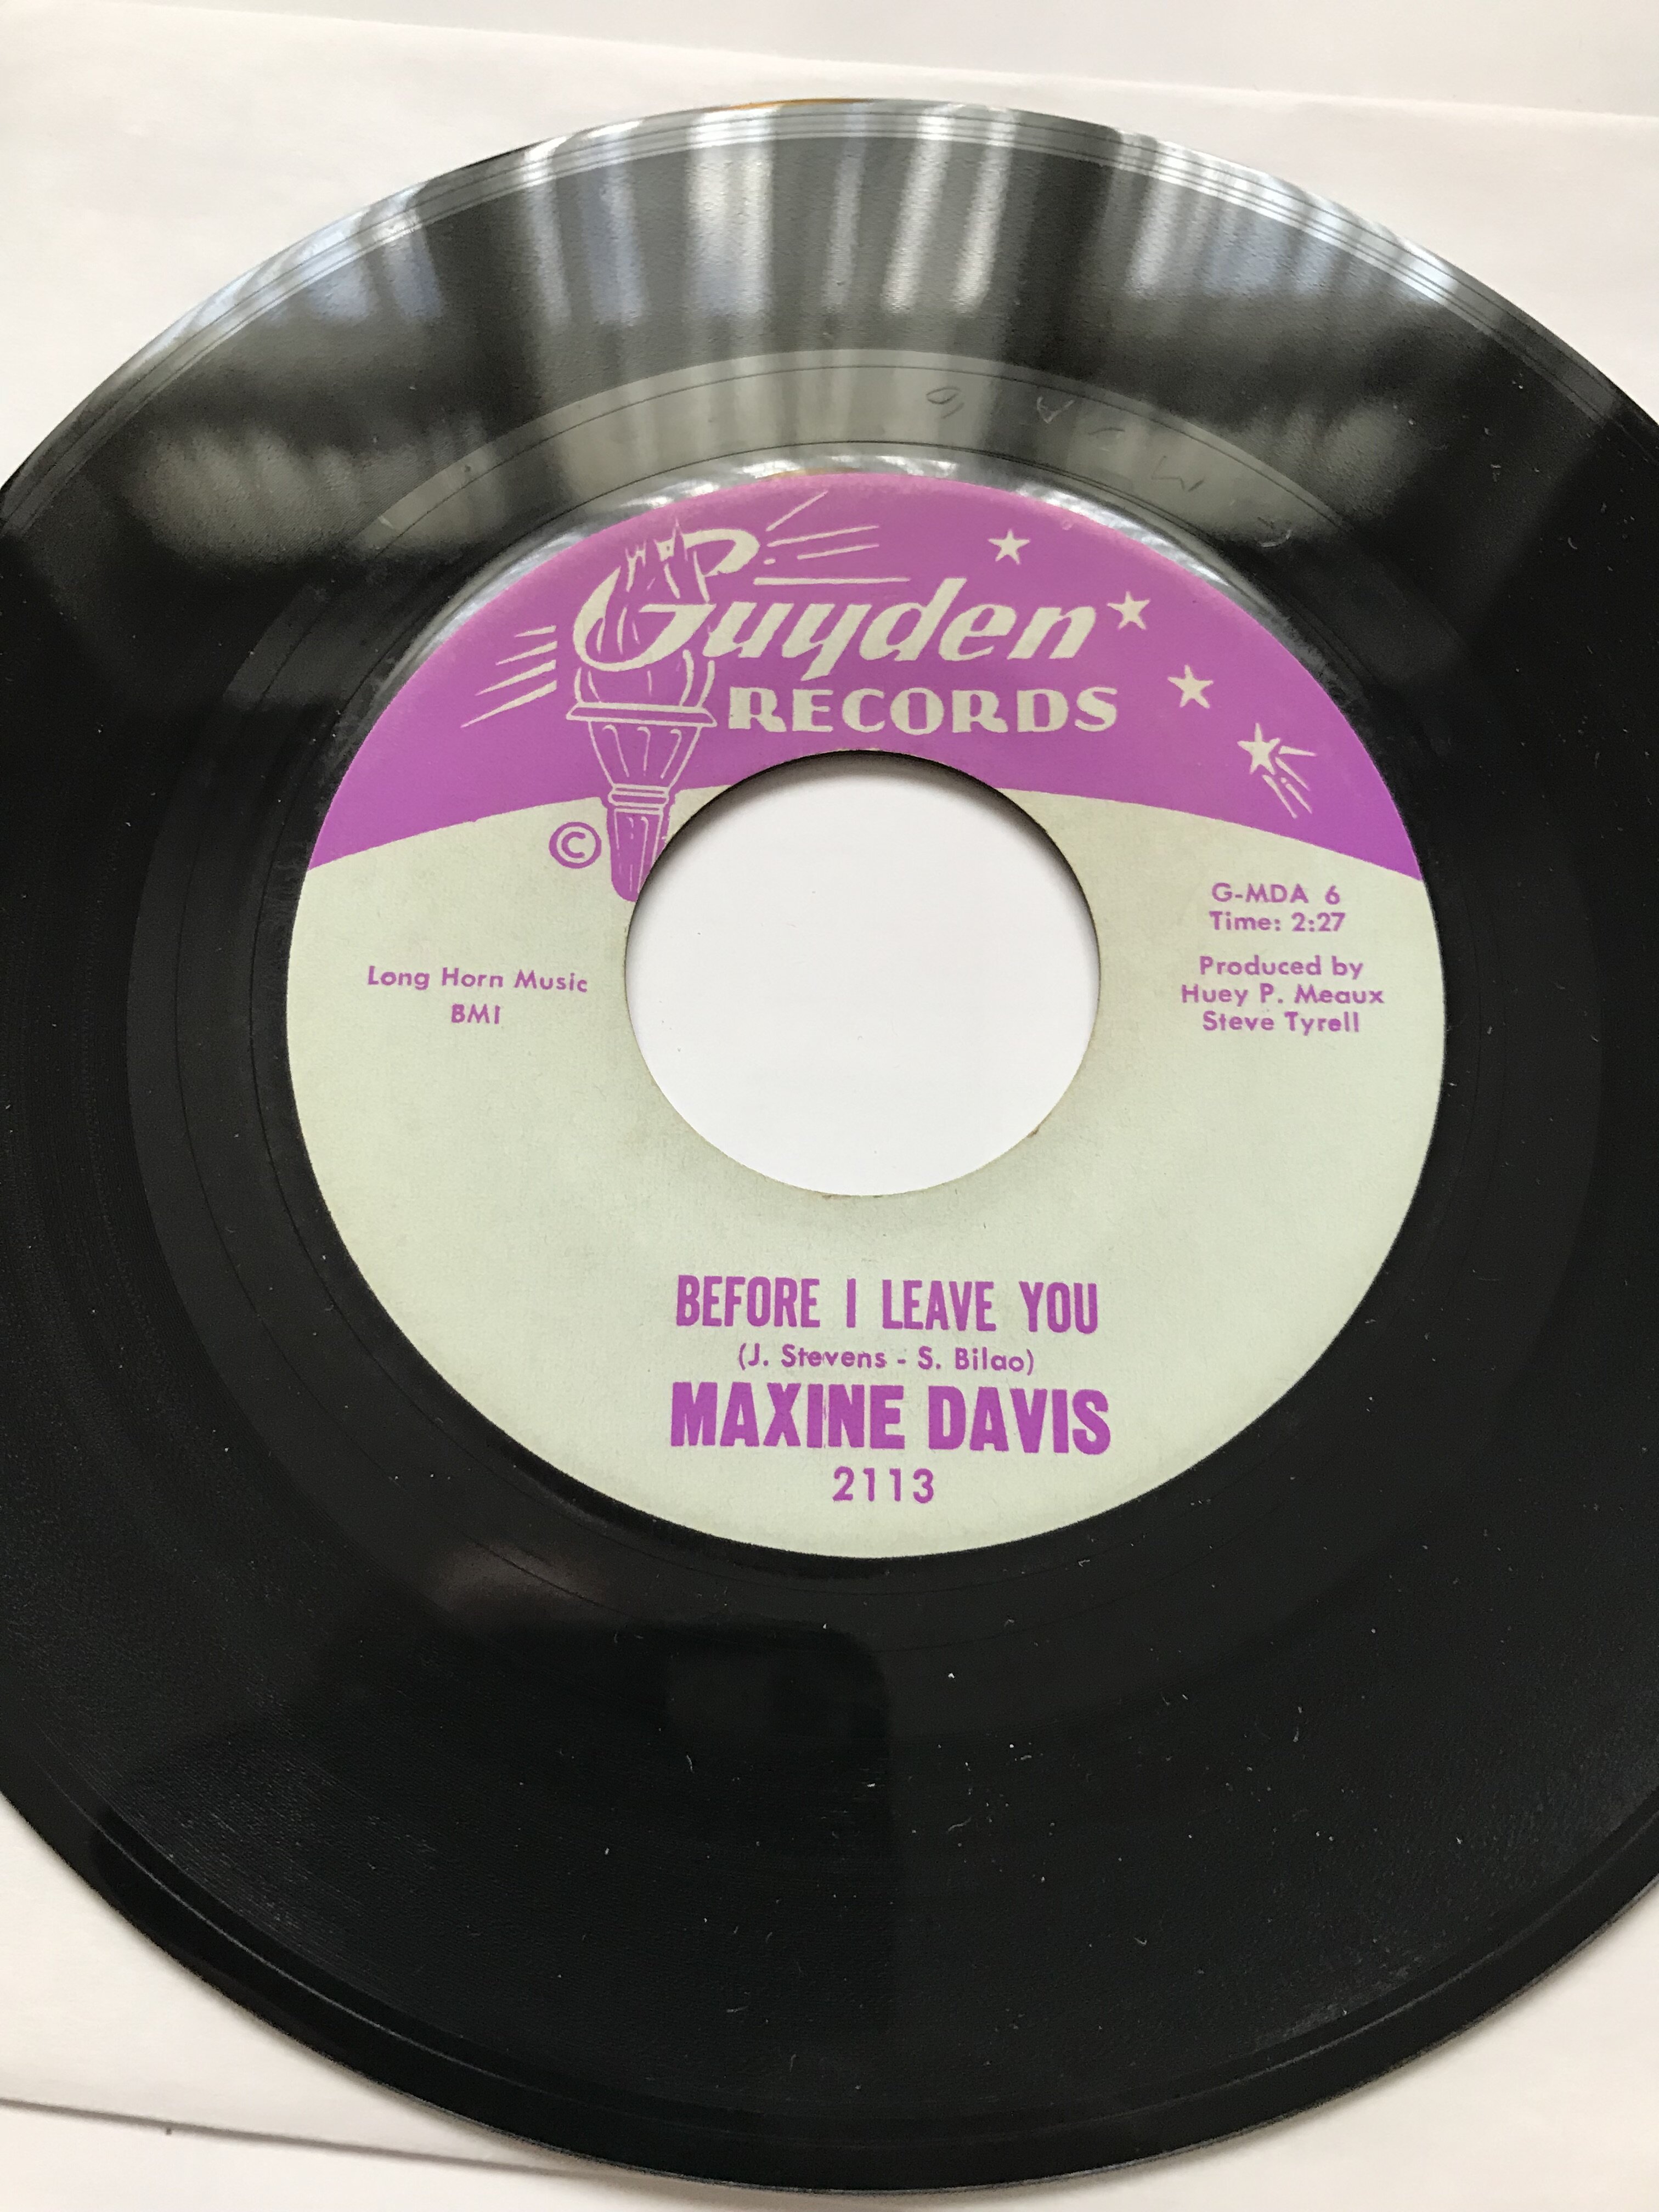 Guyden
RECORDS
©
G-MDA 6
Time: 2:27
Produced by
Huey P. Meaux
Steve Tyrell
Long Horn Music
BMI
BEFORE I LEAVE YOU
(J. Stevens - S. Bilao)
MAXINE DAVIS
2113